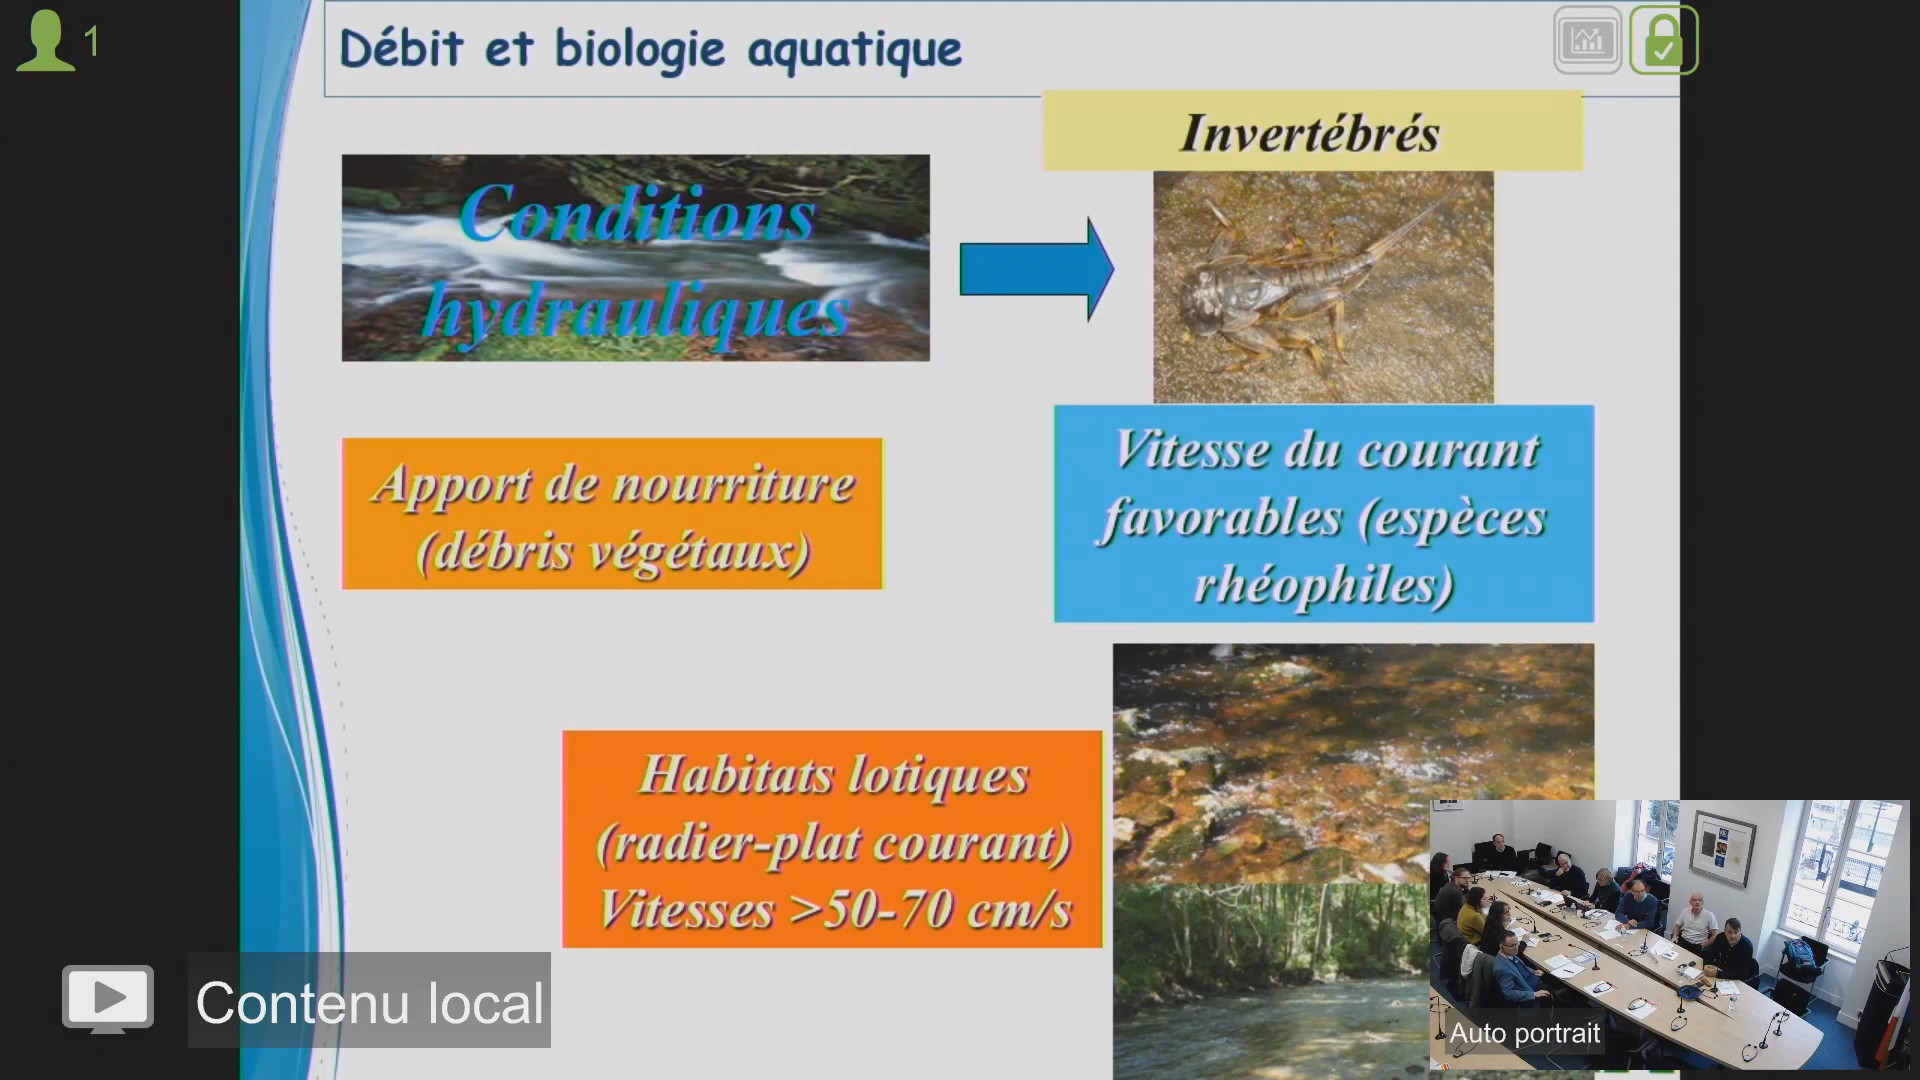 1
Débit et biologie aquatique
Invertébrés
Conditions
hydrauliques
Apport de nourriture
(débris végétaux)
Vitesse du courant
favorables (espèces
rhéophiles)
Habitats lotiques
(radier-plat courant)
Vitesses >50-70 cm/s
Contenu local
Auto portrait